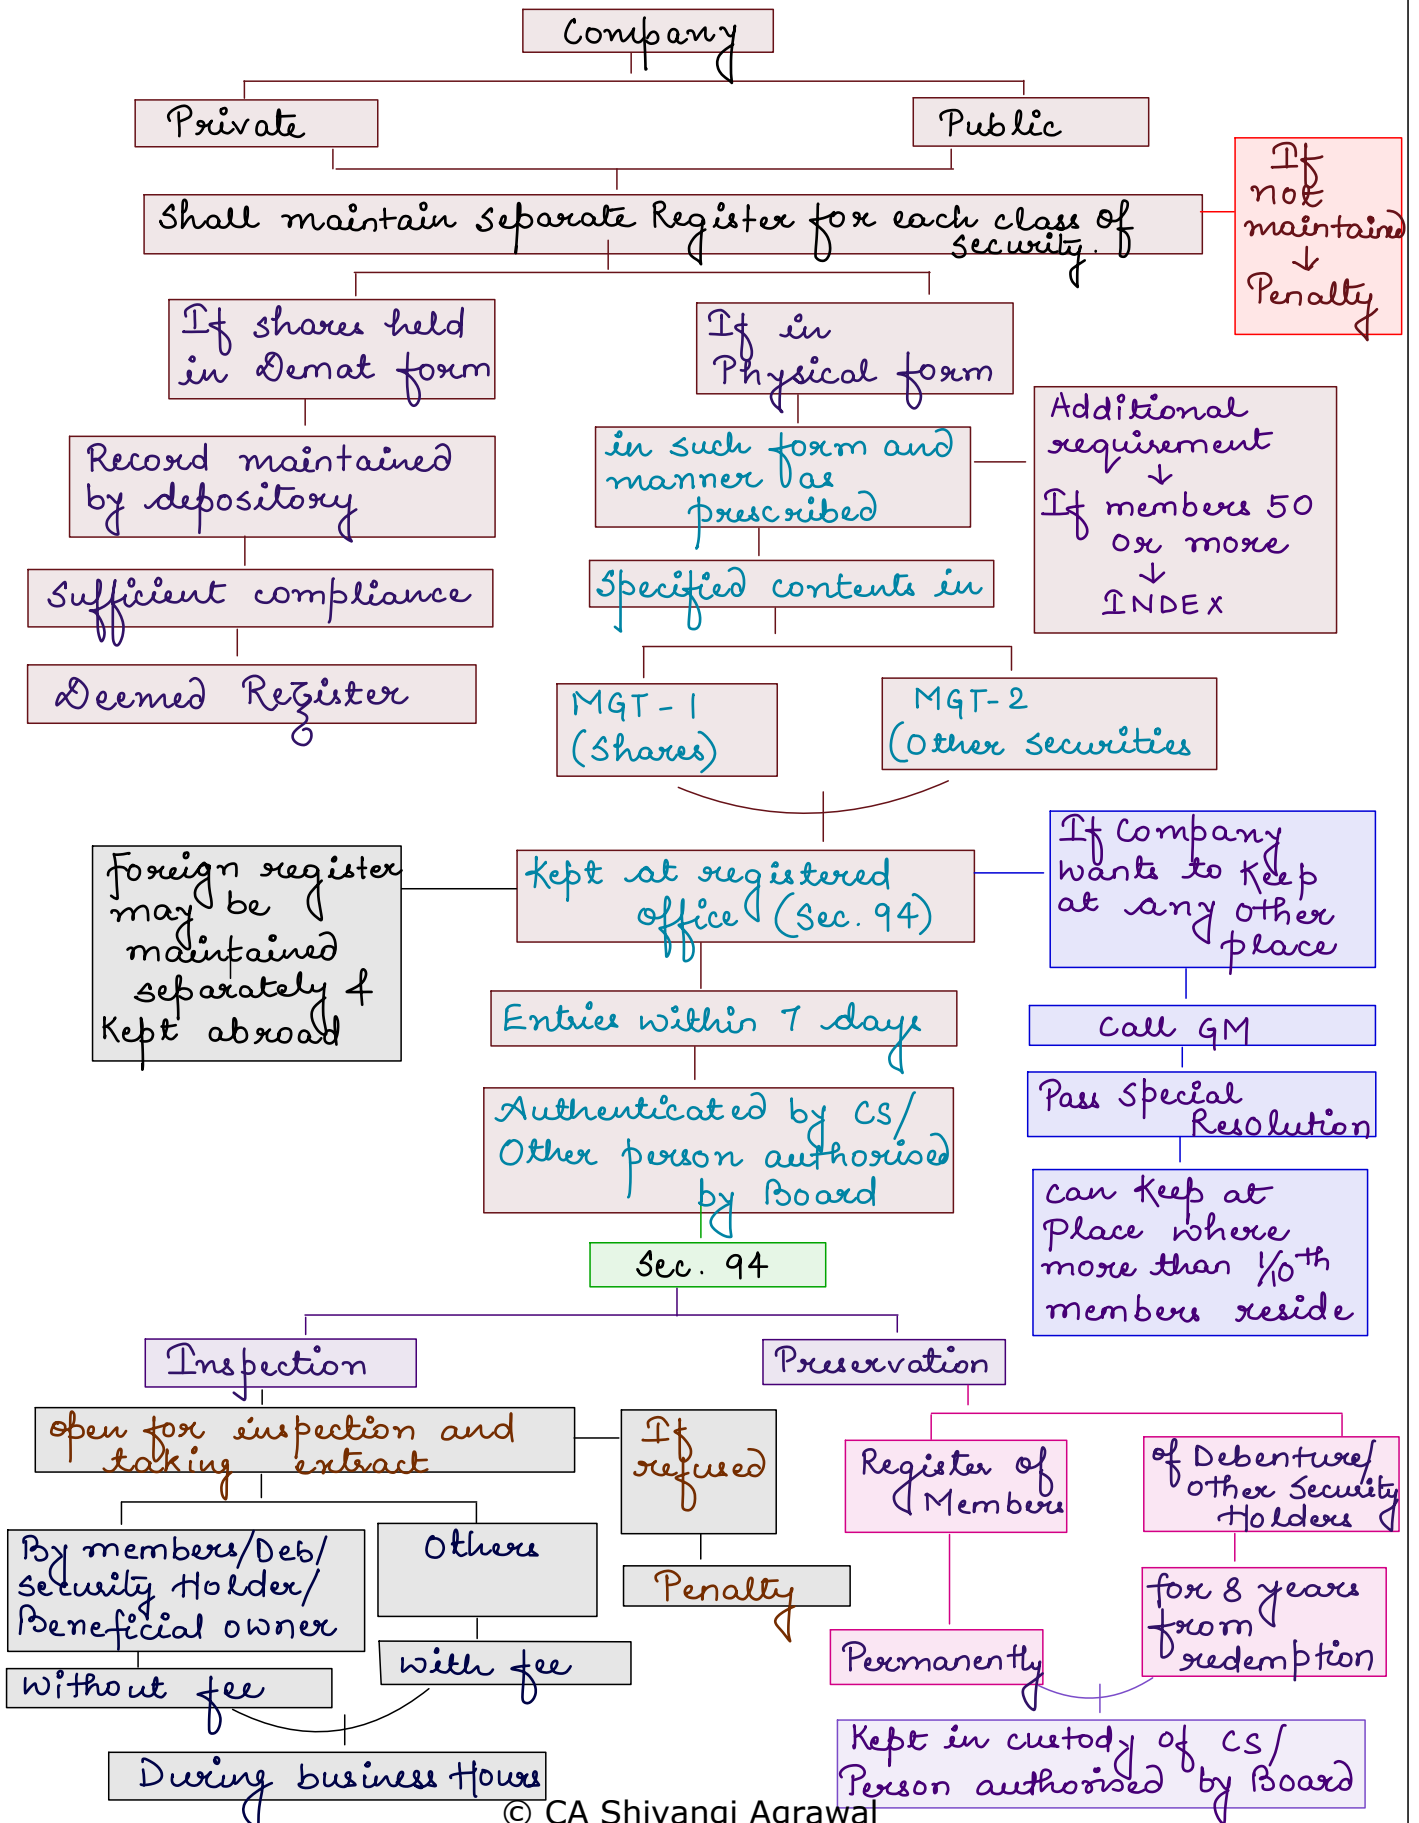 Company
Private
Public
Shall maintain separate Register for each class of
security.
If
not
maintained
↓
Penalty
If shares held
in Demat form
If in
Physical form
Record maintained
by depository
in such form and
manner as
prescribed
Additional
requirement
↓
If members 50
or more
↓
INDEX
Sufficient compliance
Specified contents in
Deemed Register
MGT-1
(Shares)
MGT-2
(Other securities
Foreign register
may be
maintained
separately &
Kept abroad
Kept at registered
office (Sec. 94)
If Company
wants to keep
at any other
place
Entries within 7 days
Call GM
Authenticated by CS/
Other person authorised
by Board
Pass Special
Resolution
can keep at
place where
more than 1/10th
members reside
Sec. 94
Inspection
Preservation
open for inspection and
taking extract
If
refused
Penalty
Register of
Members
of Debenture/
other security
Holders
By members/Deb/
security Holder/
Beneficial owner
Others
without fee
with fee
Permanently
for 8 years
from
redemption
During business Hours
Kept in custody of CS/
Person authorised by Board
© CA Shivangi Agrawal